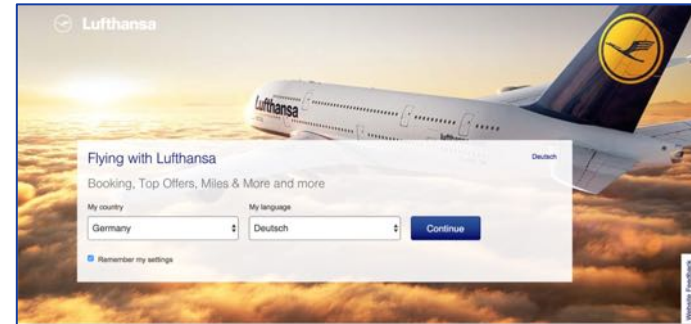 Lufthansa
Lufthansa
Flying with Lufthansa
Deutsch
Booking, Top Offers, Miles & More and more
My country
My language
Germany
Deutsch
Continue
Remember my settings
Website Feedback